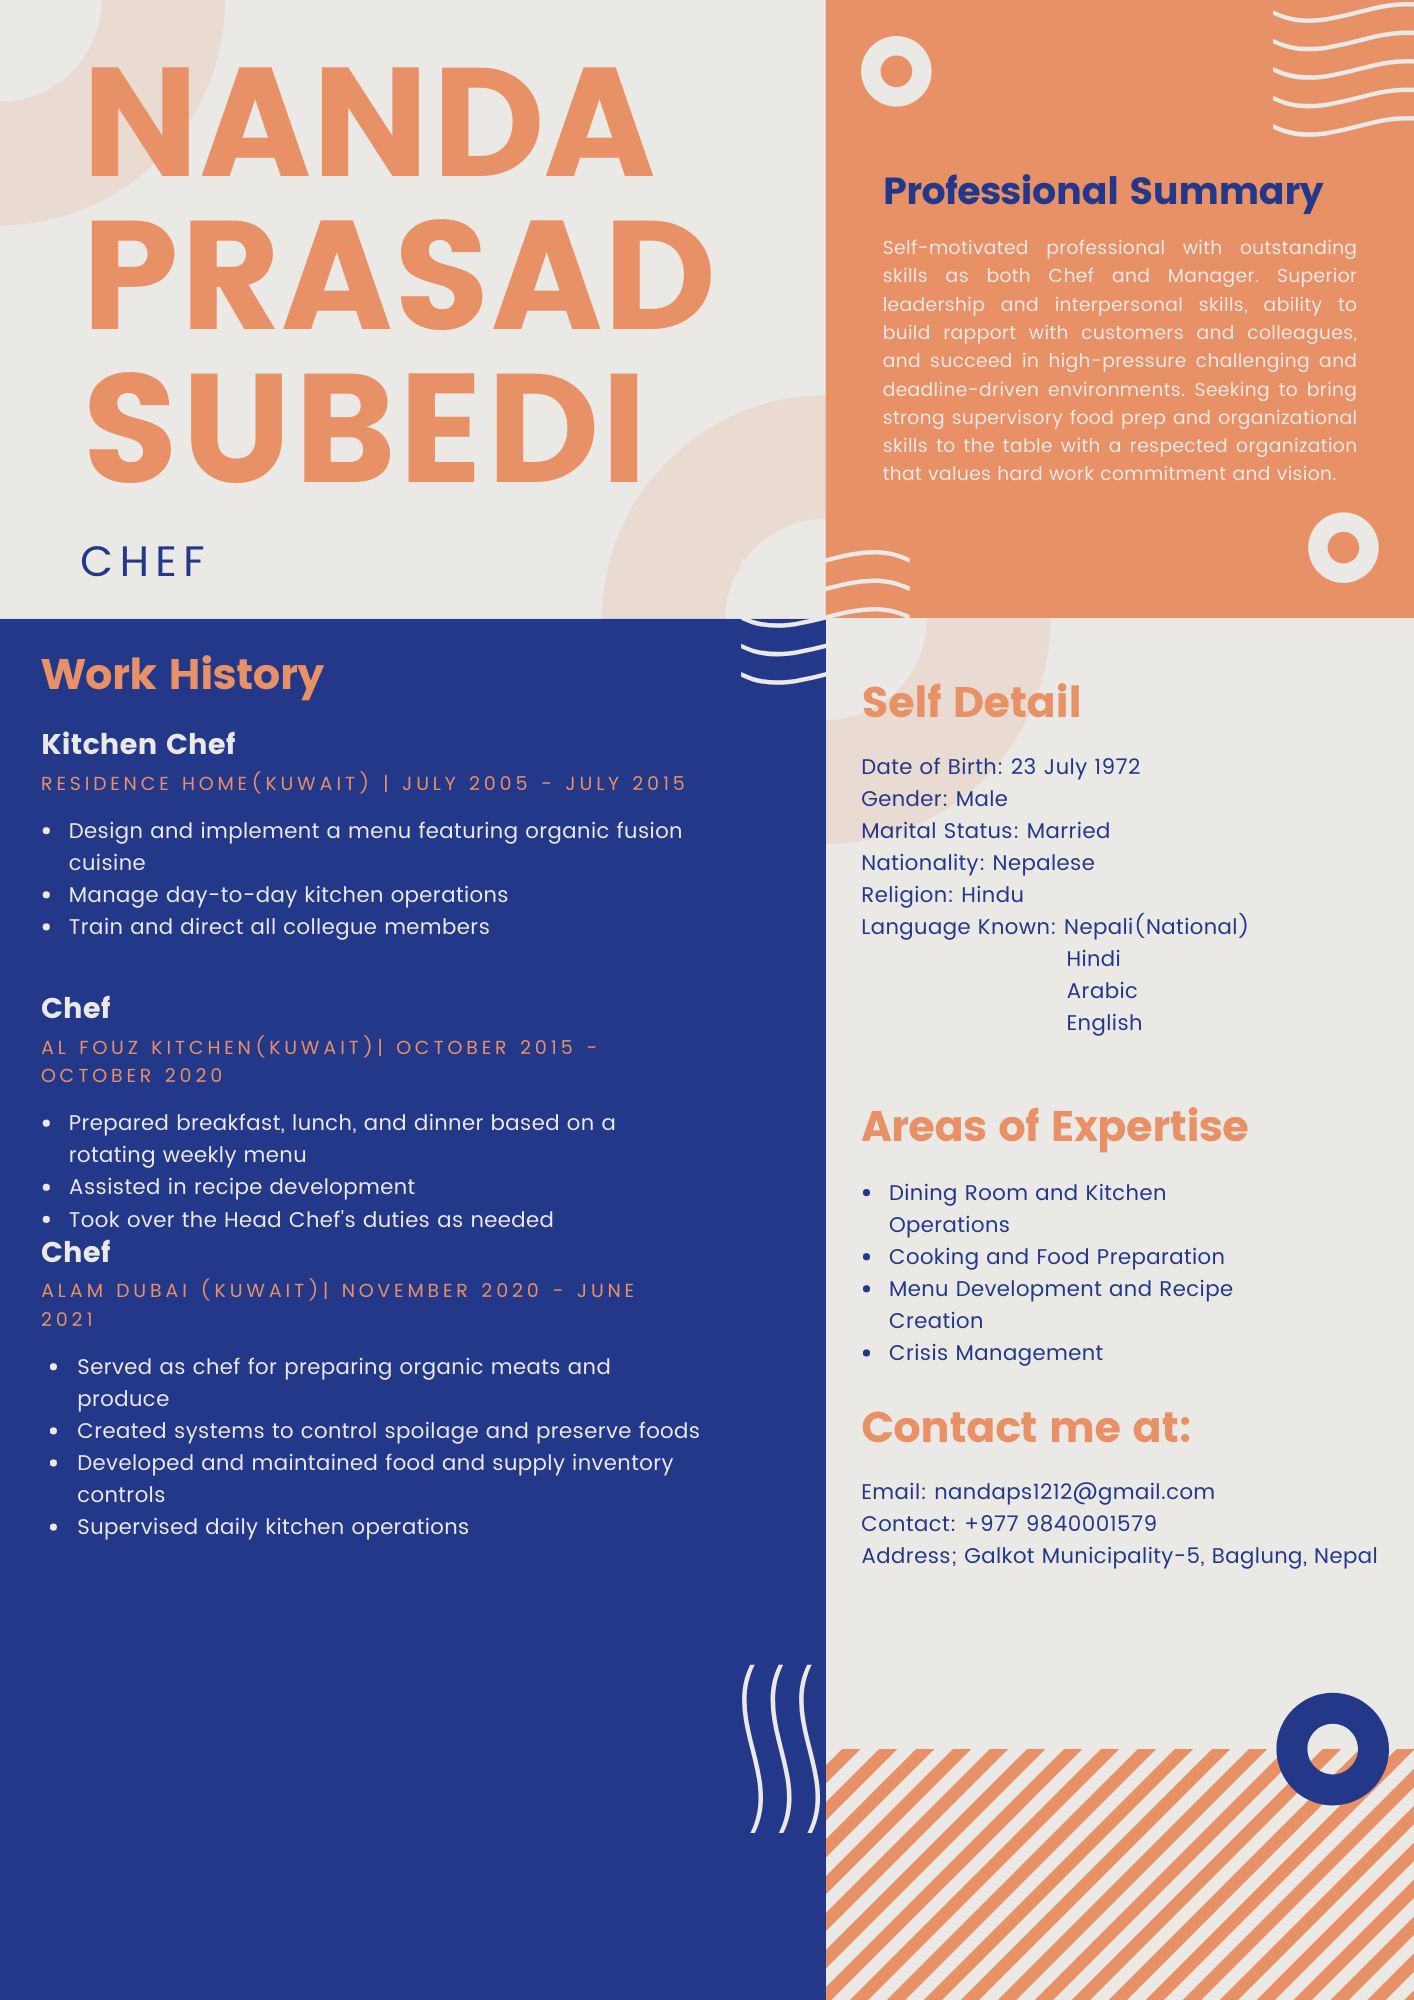 NANDA
PRASAD
SUBEDI
CHEF
Professional Summary
Self-motivated professional with outstanding
skills as both Chef and Manager. Superior
leadership and interpersonal skills, ability to
build rapport with customers and colleagues,
and succeed in high-pressure challenging and
deadline-driven environments. Seeking to bring
strong supervisory food prep and organizational
skills to the table with a respected organization
that values hard work commitment and vision.
Work History
Kitchen Chef
RESIDENCE HOME(KUWAIT) | JULY 2005 - JULY 2015
• Design and implement a menu featuring organic fusion
cuisine
• Manage day-to-day kitchen operations
• Train and direct all collegue members
Chef
AL FOUZ KITCHEN(KUWAIT)| OCTOBER 2015 -
OCTOBER 2020
• Prepared breakfast, lunch, and dinner based on a
rotating weekly menu
• Assisted in recipe development
• Took over the Head Chef's duties as needed
Chef
ALAM DUBAI (KUWAIT)| NOVEMBER 2020 - JUNE
2021
• Served as chef for preparing organic meats and
produce
• Created systems to control spoilage and preserve foods
• Developed and maintained food and supply inventory
controls
• Supervised daily kitchen operations
Self Detail
Date of Birth: 23 July 1972
Gender: Male
Marital Status: Married
Nationality: Nepalese
Religion: Hindu
Language Known: Nepali(National)
Hindi
Arabic
English
Areas of Expertise
• Dining Room and Kitchen
Operations
• Cooking and Food Preparation
• Menu Development and Recipe
Creation
• Crisis Management
Contact me at:
Email: nandaps1212@gmail.com
Contact: +977 9840001579
Address; Galkot Municipality-5, Baglung, Nepal